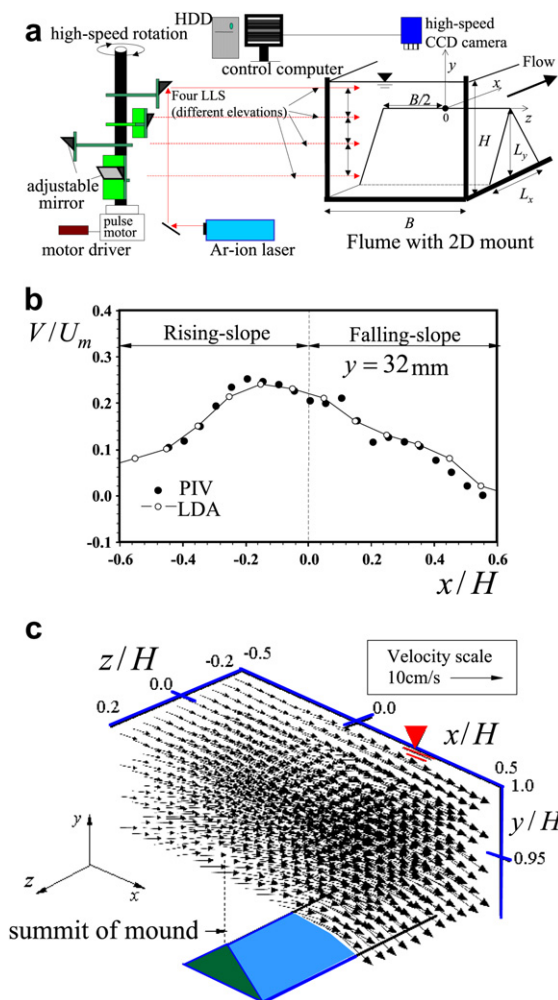 a
HDD
high-speed rotation
high-speed
CCD camera
control computer
y
Flow
Four LLS
(different elevations)
B/2
x
0
z
H
L_y
adjustable
mirror
L_x
pulse
motor
B
motor driver
Ar-ion laser
Flume with 2D mount
b
0.4
V/U_m
Rising-slope
Falling-slope
0.3
y = 32mm
0.2
0.1
PIV
0.0
LDA
-0.1
-0.6 -0.4 -0.2 0.0 0.2 0.4 0.6
x/H
c
z/H
-0.2 -0.5
Velocity scale
10cm/s
0.0
0.2
0.0
x/H
0.5
1.0
y/H
0.95
y
z
x
summit of mound